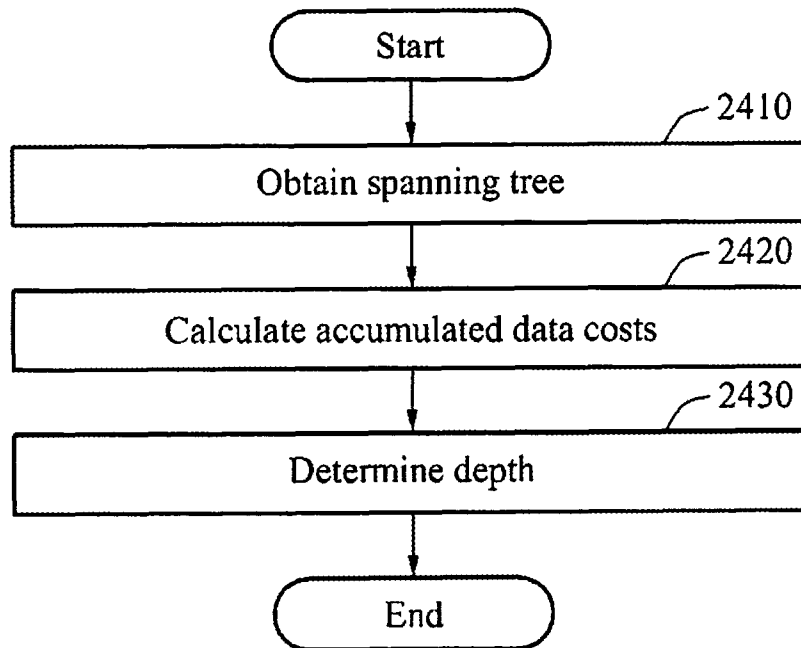 Start
2410
Obtain spanning tree
2420
Calculate accumulated data costs
2430
Determine depth
End